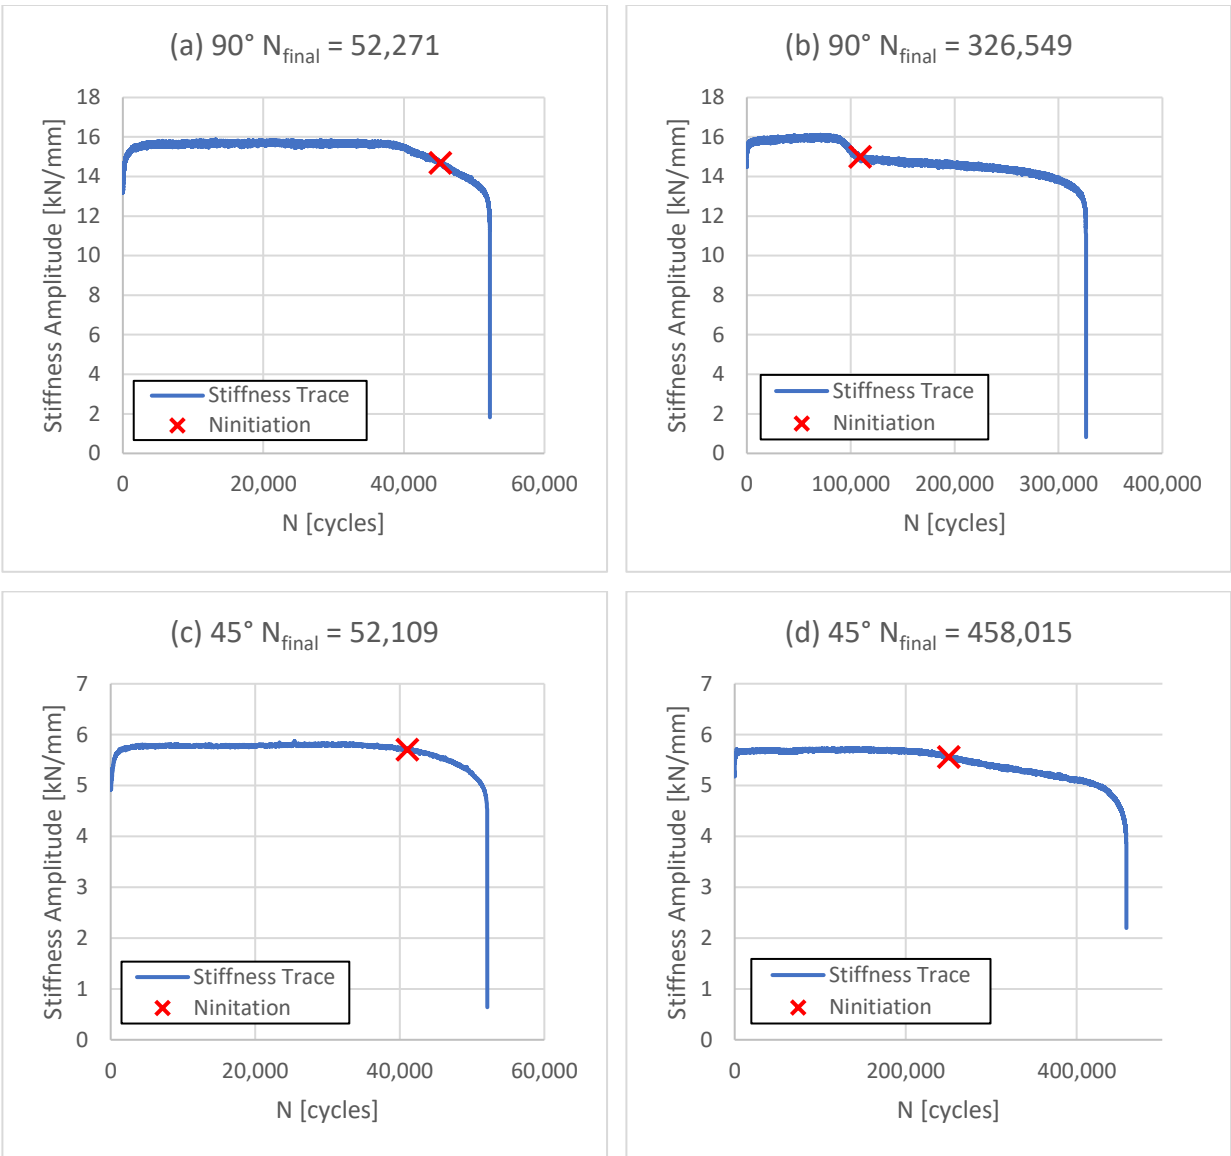 (a) 90° N_final = 52,271
Stiffness Amplitude [kN/mm]
18
16
14
12
10
8
6
4
2
0
Stiffness Trace
Ninitiation
0 20,000 40,000 60,000
N [cycles]
(b) 90° N_final = 326,549
Stiffness Amplitude [kN/mm]
18
16
14
12
10
8
6
4
2
0
Stiffness Trace
Ninitiation
0 100,000 200,000 300,000 400,000
N [cycles]
(c) 45° N_final = 52,109
Stiffness Amplitude [kN/mm]
7
6
5
4
3
2
1
0
Stiffness Trace
Ninitation
0 20,000 40,000 60,000
N [cycles]
(d) 45° N_final = 458,015
Stiffness Amplitude [kN/mm]
7
6
5
4
3
2
1
0
Stiffness Trace
Ninitiation
0 200,000 400,000
N [cycles]